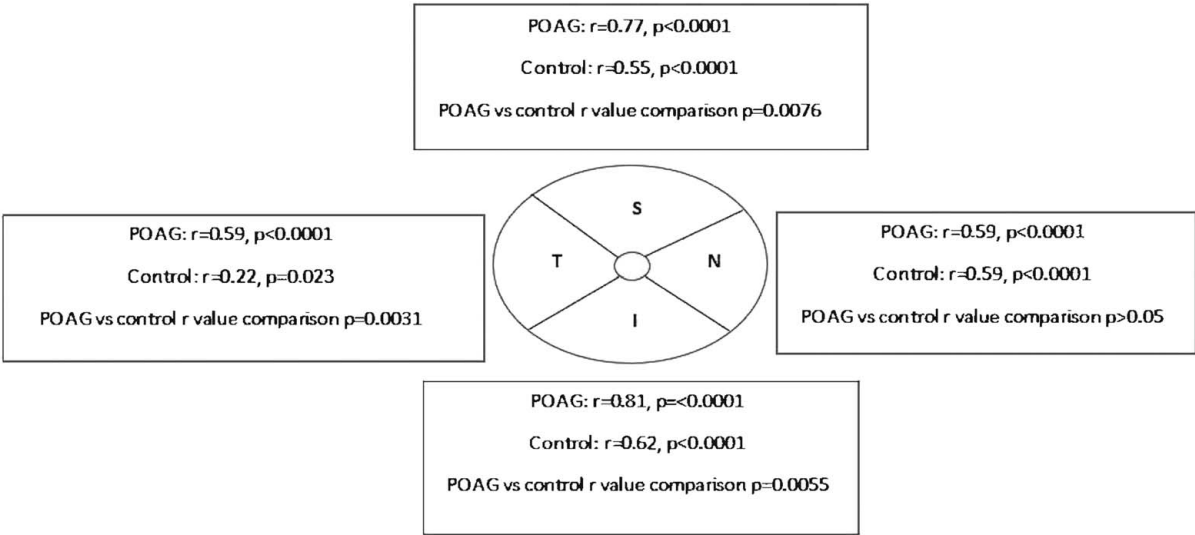 POAG: r=0.77, p<0.0001
Control: r=0.55, p<0.0001
POAG vs control r value comparison p=0.0076
S
T
N
I
POAG: r=0.59, p<0.0001
Control: r=0.22, p=0.023
POAG vs control r value comparison p=0.0031
POAG: r=0.59, p<0.0001
Control: r=0.59, p<0.0001
POAG vs control r value comparison p>0.05
POAG: r=0.81, p=<0.0001
Control: r=0.62, p<0.0001
POAG vs control r value comparison p=0.0055